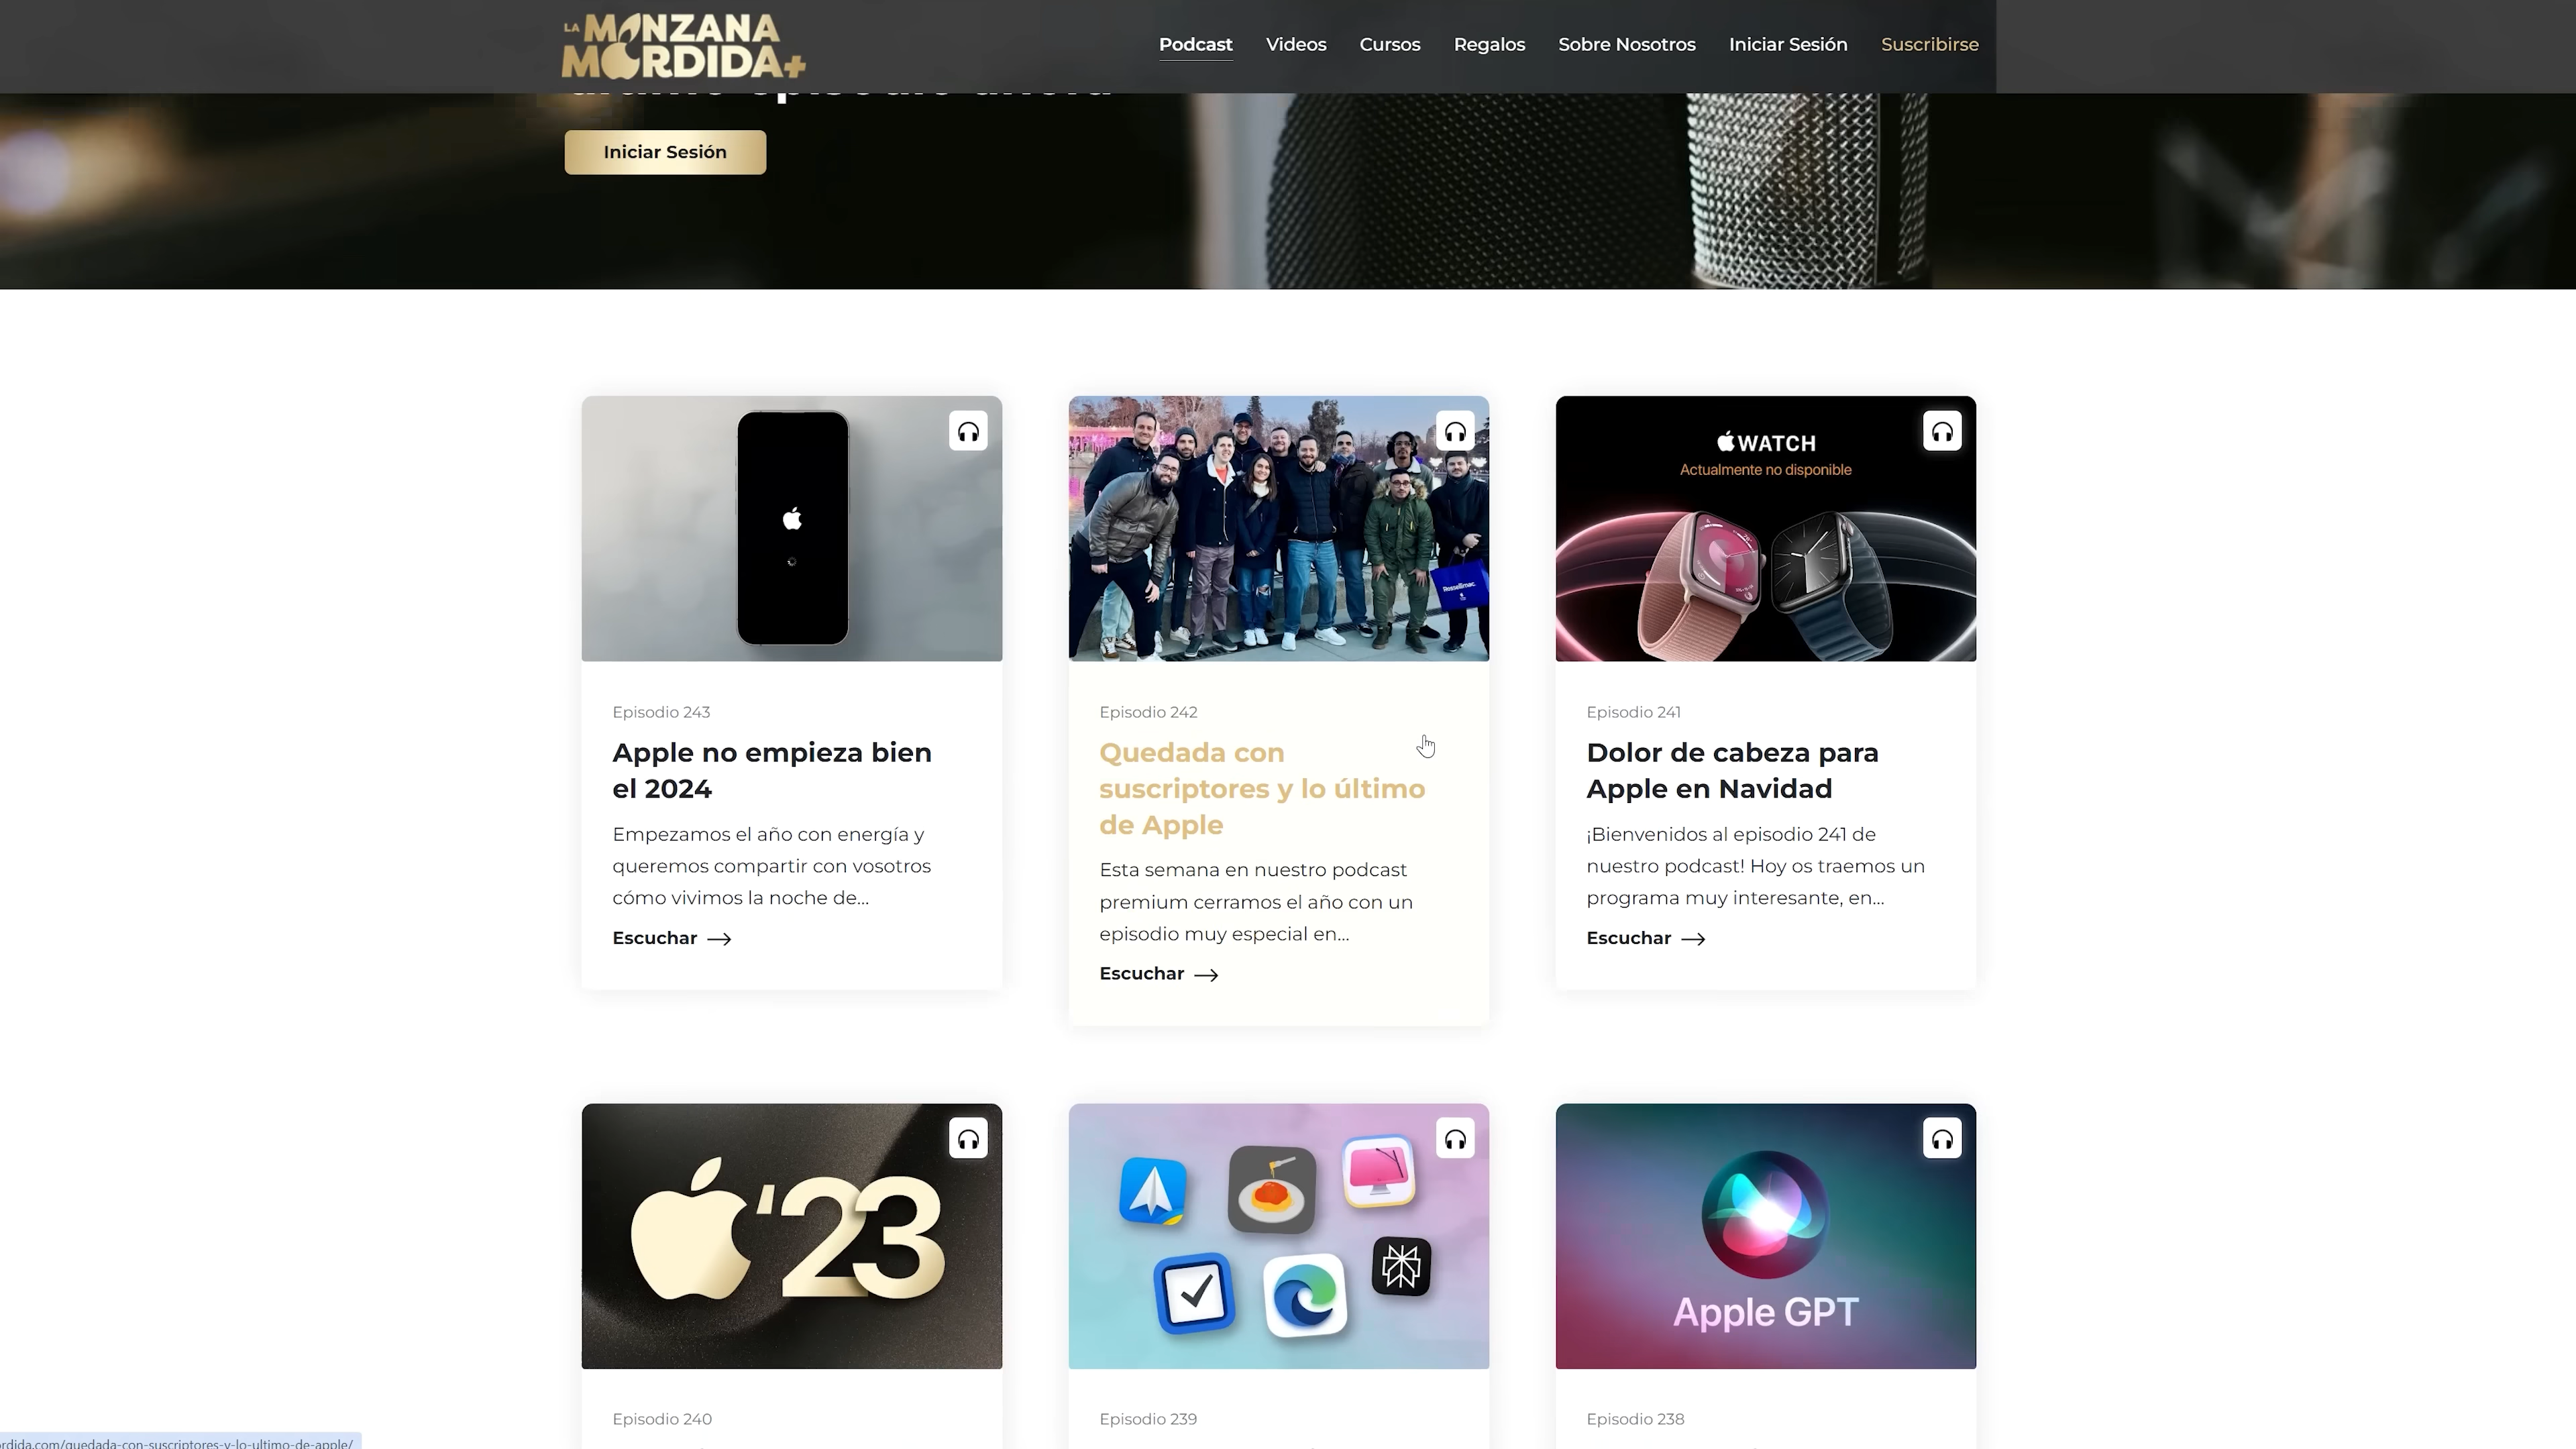 LA MANZANA
MORDIDA+
Podcast Videos Cursos Regalos Sobre Nosotros Iniciar Sesión Suscribirse
último episodio ahora
Iniciar Sesión
WATCH
Actualmente no disponible
Rossellimac
Episodio 243
Apple no empieza bien
el 2024
Empezamos el año con energía y
queremos compartir con vosotros
cómo vivimos la noche de...
Escuchar
Episodio 242
Quedada con
suscriptores y lo último
de Apple
Esta semana en nuestro podcast
premium cerramos el año con un
episodio muy especial en...
Escuchar
Episodio 241
Dolor de cabeza para
Apple en Navidad
¡Bienvenidos al episodio 241 de
nuestro podcast! Hoy os traemos un
programa muy interesante, en...
Escuchar
'23
Apple GPT
Episodio 240
Episodio 239
Episodio 238
rdida.com/quedada-con-suscriptores-y-lo-ultimo-de-apple/